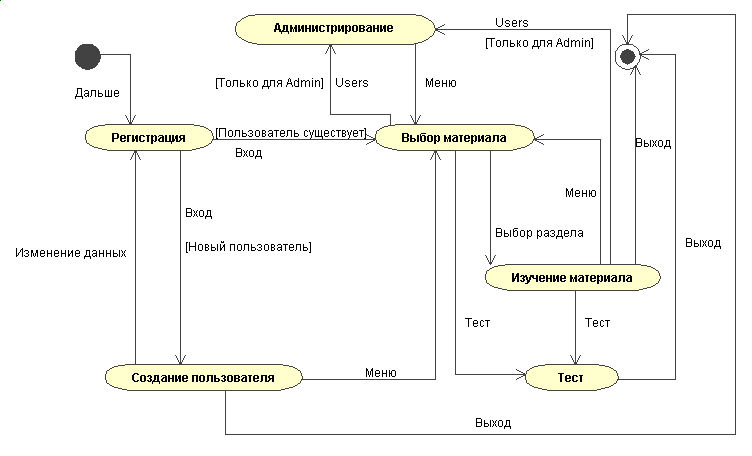 Users
Администрирование
[Только для Admin]
[Только для Admin]
Users
Меню
Дальше
Регистрация
[Пользователь существует]
Выбор материала
Вход
Выход
Меню
Вход
Выбор раздела
Выход
[Новый пользователь]
Изменение данных
Изучение материала
Тест
Тест
Меню
Создание пользователя
Тест
Выход